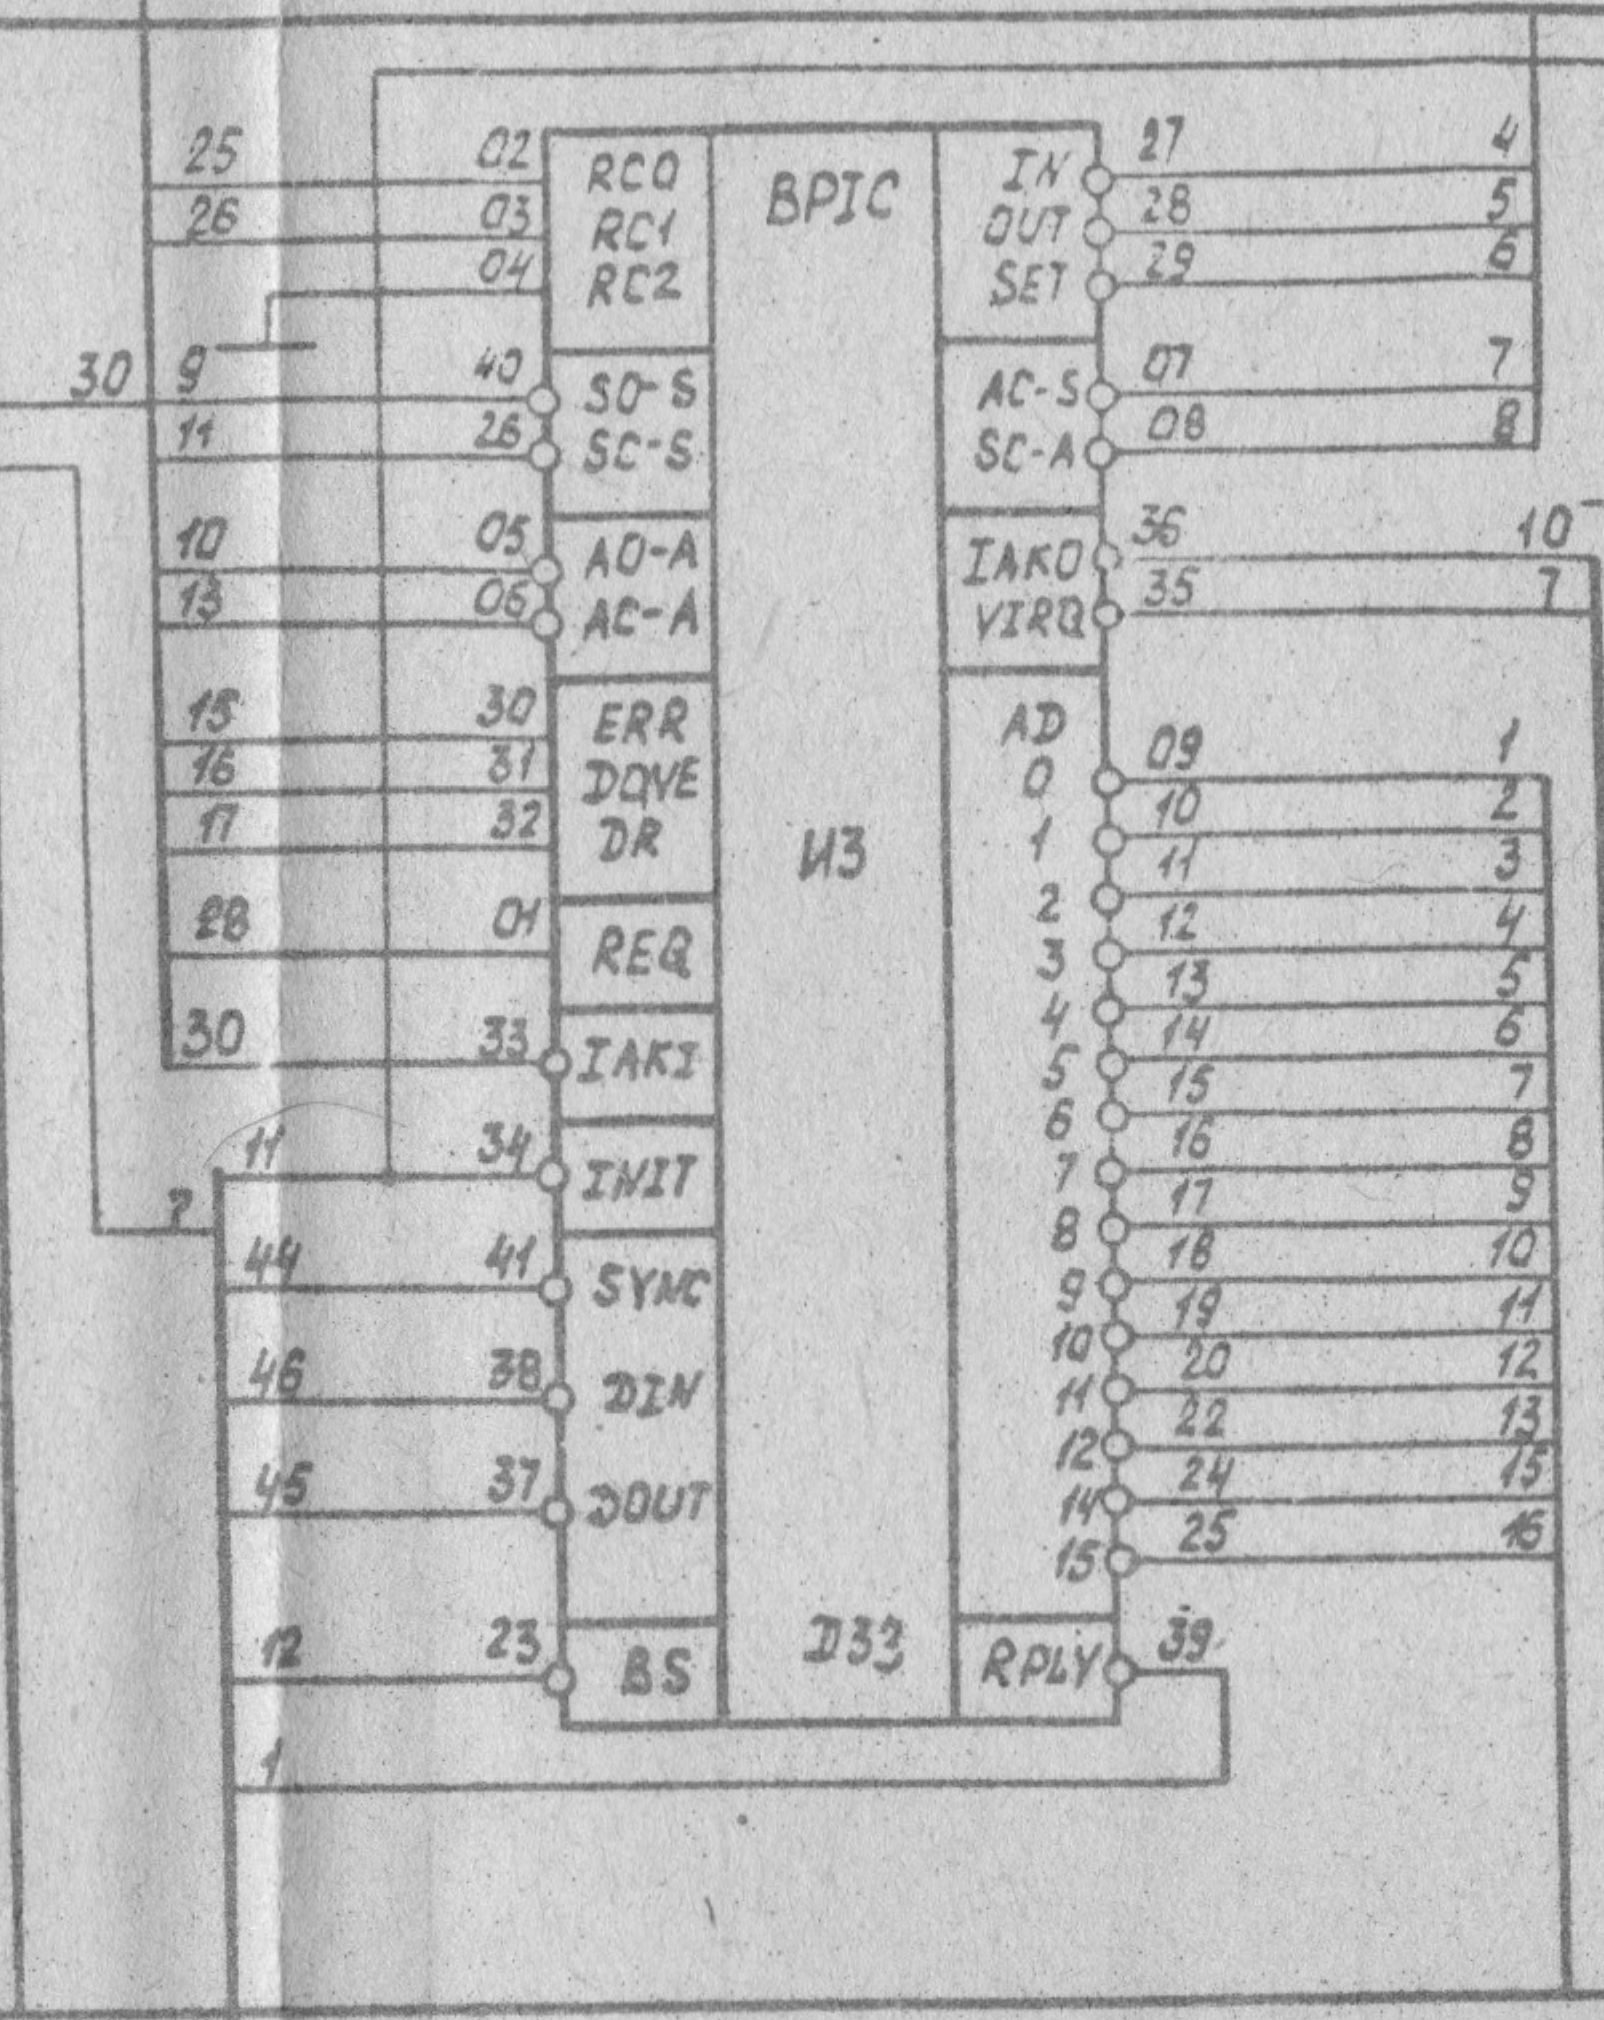 25 02 RC0 BPIC IN 27 4
26 03 RC1 OUT 28 5
04 RC2 SET 29 6
30 9 40 SO-S AC-S 07 7
11 26 SC-S SC-A 08 8
10 05 AO-A IAKO 36 10
13 06 AC-A VIRQ 35 7
15 30 ERR AD
16 31 DQVE 0 09 1
17 32 DR И3 1 10 2
2 11 3
28 01 REQ 3 12 4
4 13 5
30 33 IAKI 5 14 6
6 15 7
11 34 INIT 7 16 8
7
8 17 9
44 41 SYNC 9 18 10
10 19 11
46 38 DIN 11 20 12
12 22 13
45 37 DOUT 14 24 15
15 25 16
12 23 BS D33 RPLY 39
1